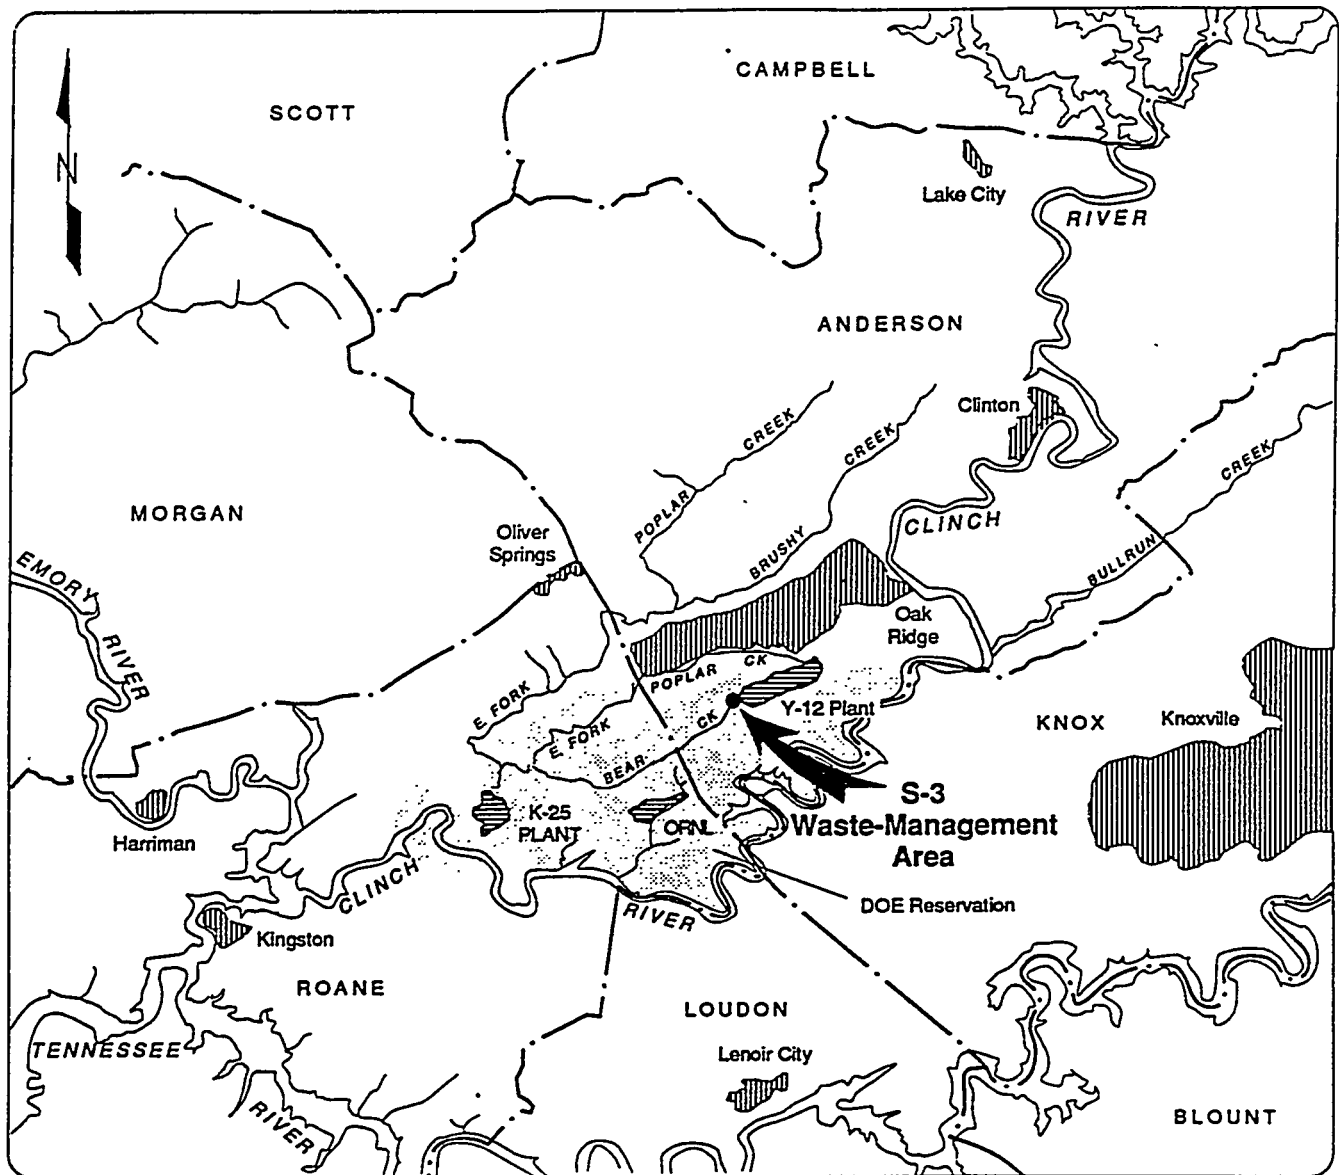 CAMPBELL
SCOTT
N
Lake City
RIVER
ANDERSON
Clinton
CREEK
CREEK
CREEK
POPLAR
MORGAN
CLINCH
Oliver
Springs
BRUSHY
BULLRUN
EMORY
RIVER
Oak
Ridge
CK
POPLAR
E. FORK
Y-12 Plant
CK
E. FORK
BEAR
KNOX
Knoxville
S-3
Waste-Management
Area
K-25
PLANT
ORNL
Harriman
CLINCH
RIVER
DOE Reservation
Kingston
ROANE
LOUDON
TENNESSEE
Lenoir City
RIVER
BLOUNT